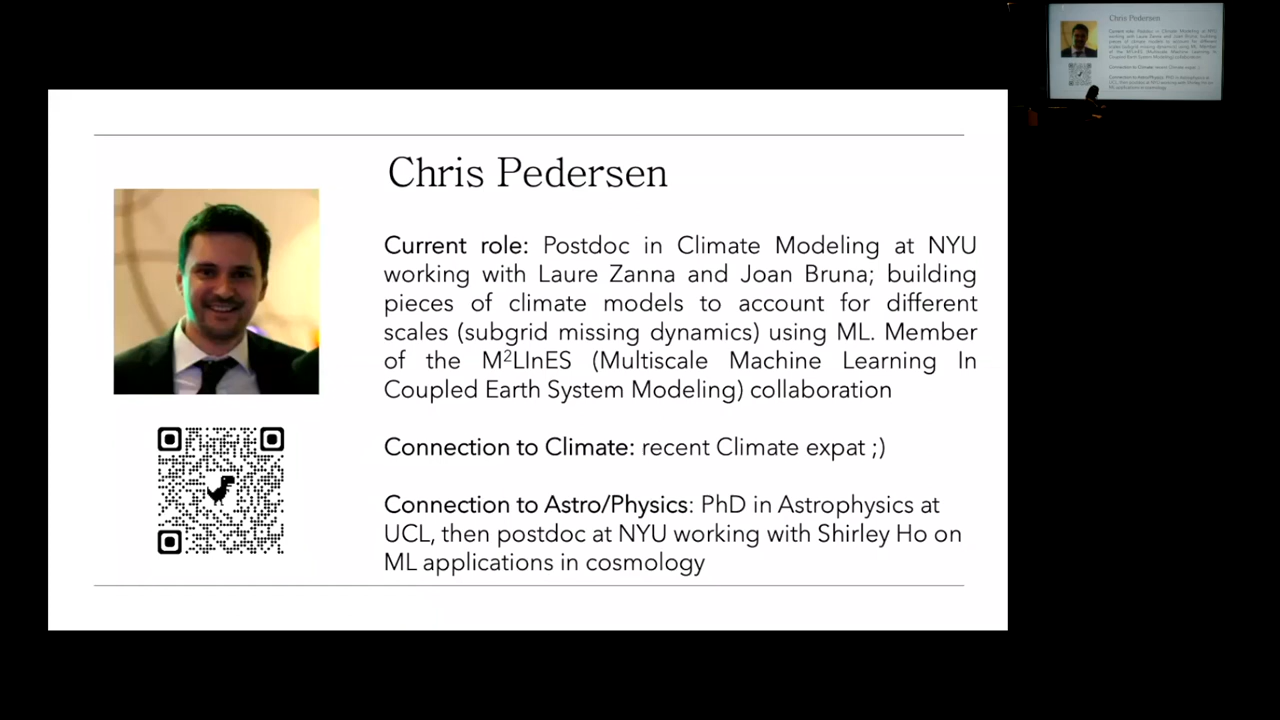 Chris Pedersen
Current role: Postdoc in Climate Modeling at NYU
working with Laure Zanna and Joan Bruna; building
pieces of climate models to account for different
scales (subgrid missing dynamics) using ML. Member
of the M²LInES (Multiscale Machine Learning In
Coupled Earth System Modeling) collaboration
Connection to Climate: recent Climate expat ;)
Connection to Astro/Physics: PhD in Astrophysics at
UCL, then postdoc at NYU working with Shirley Ho on
ML applications in cosmology
Chris Pedersen